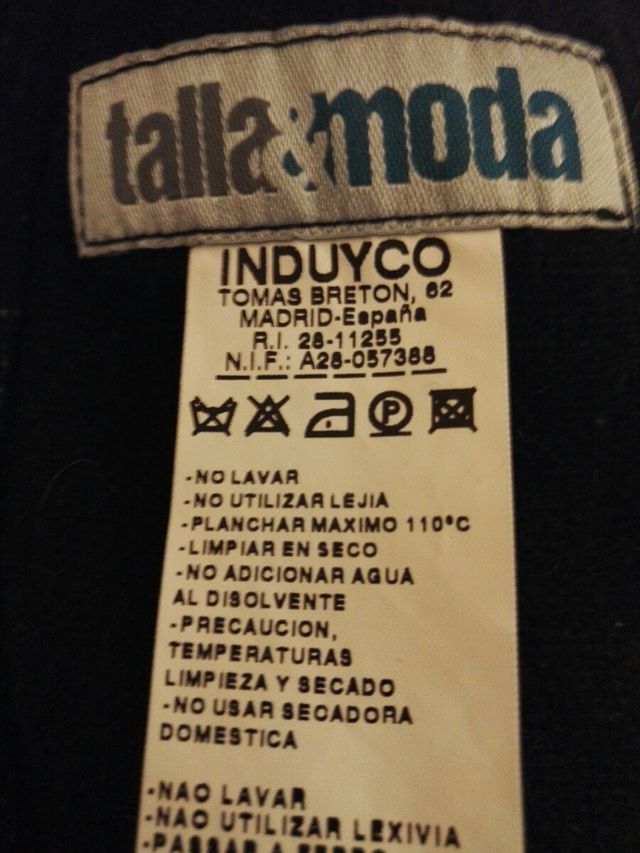 talla&moda
INDUYCO
TOMAS BRETON, 62
MADRID-España
R.I. 28-11255
N.I.F.: A28-057388
P
-NO LAVAR
-NO UTILIZAR LEJIA
-PLANCHAR MAXIMO 110°C
-LIMPIAR EN SECO
-NO ADICIONAR AGUA
AL DISOLVENTE
-PRECAUCION,
TEMPERATURAS
LIMPIEZA Y SECADO
-NO USAR SECADORA
DOMESTICA
-NAO LAVAR
-NAO UTILIZAR LEXIVIA
-PASSAR A FERRO